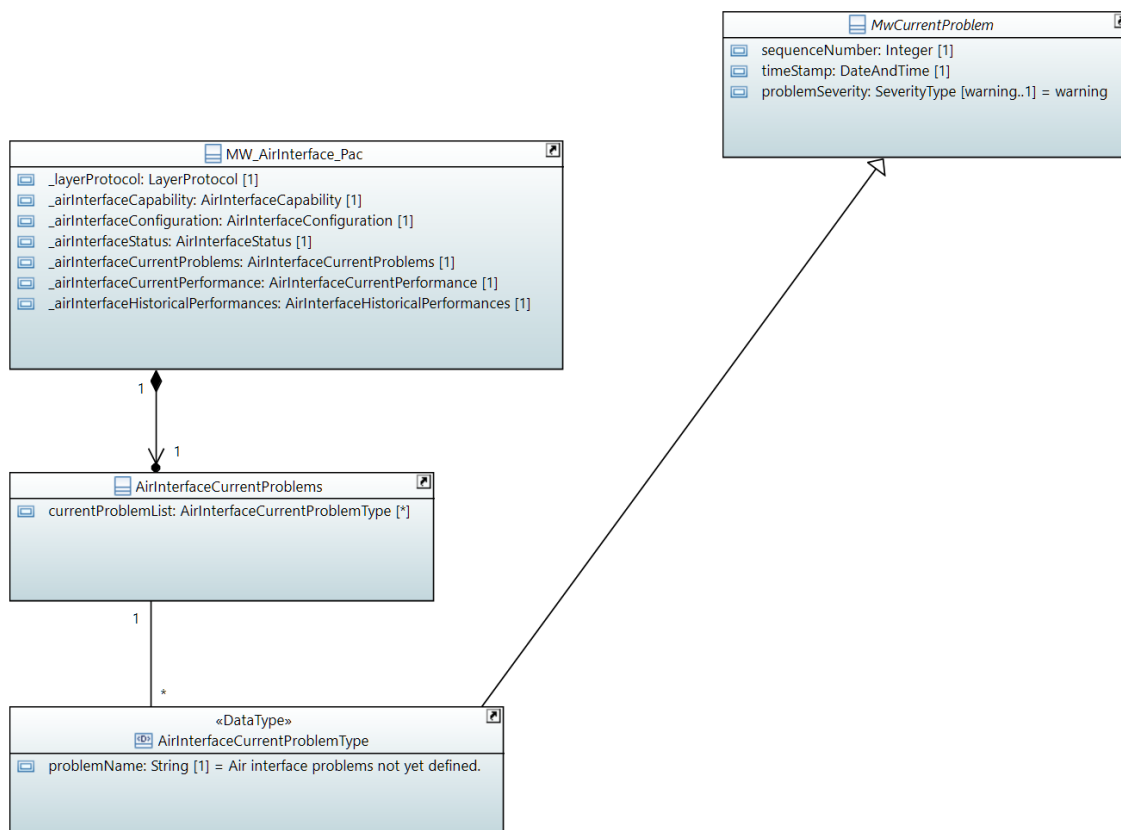 MwCurrentProblem
sequenceNumber: Integer [1]
timeStamp: DateAndTime [1]
problemSeverity: SeverityType [warning..1] = warning
MW_AirInterface_Pac
_layerProtocol: LayerProtocol [1]
_airInterfaceCapability: AirInterfaceCapability [1]
_airInterfaceConfiguration: AirInterfaceConfiguration [1]
_airInterfaceStatus: AirInterfaceStatus [1]
_airInterfaceCurrentProblems: AirInterfaceCurrentProblems [1]
_airInterfaceCurrentPerformance: AirInterfaceCurrentPerformance [1]
_airInterfaceHistoricalPerformances: AirInterfaceHistoricalPerformances [1]
1
1
AirInterfaceCurrentProblems
currentProblemList: AirInterfaceCurrentProblemType [*]
1
*
«DataType»
«D» AirInterfaceCurrentProblemType
problemName: String [1] = Air interface problems not yet defined.